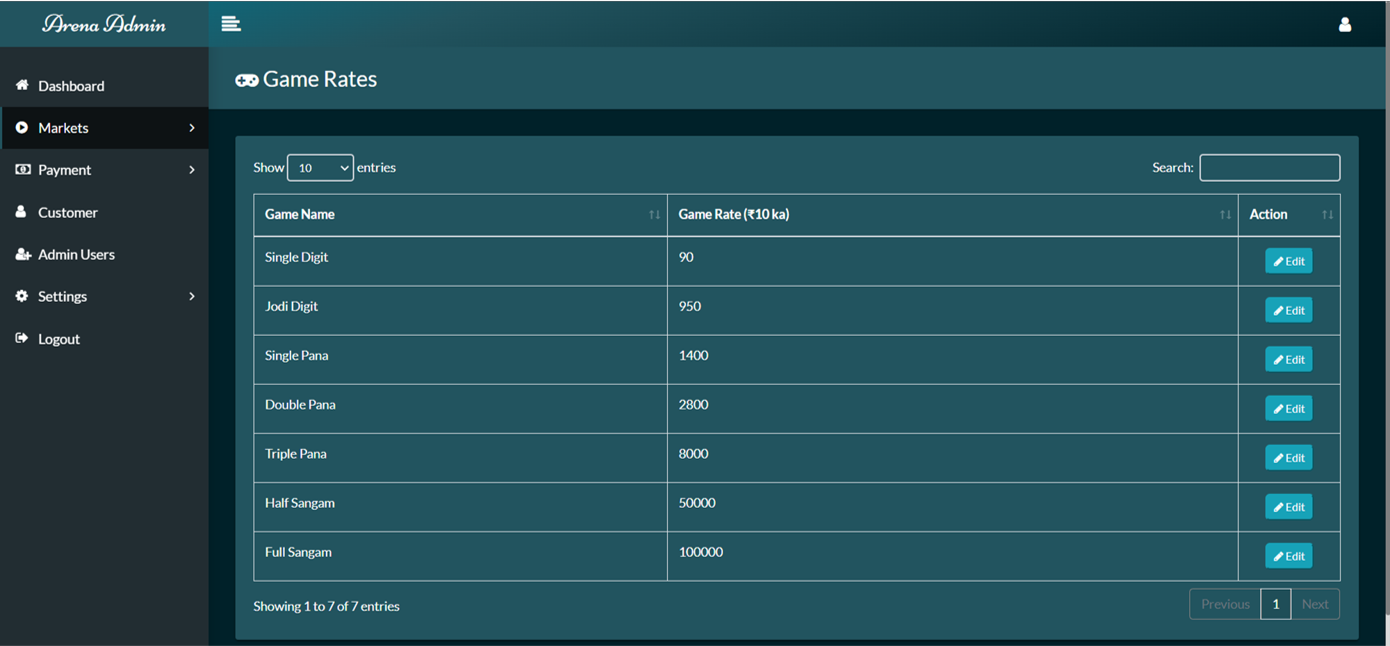 Arena Admin
Dashboard
Markets
Payment
Customer
Admin Users
Settings
Logout
Game Rates
Show 10 entries
Search:
Game Name Game Rate (₹10 ka) Action
Single Digit 90 Edit
Jodi Digit 950 Edit
Single Pana 1400 Edit
Double Pana 2800 Edit
Triple Pana 8000 Edit
Half Sangam 50000 Edit
Full Sangam 100000 Edit
Showing 1 to 7 of 7 entries
Previous 1 Next